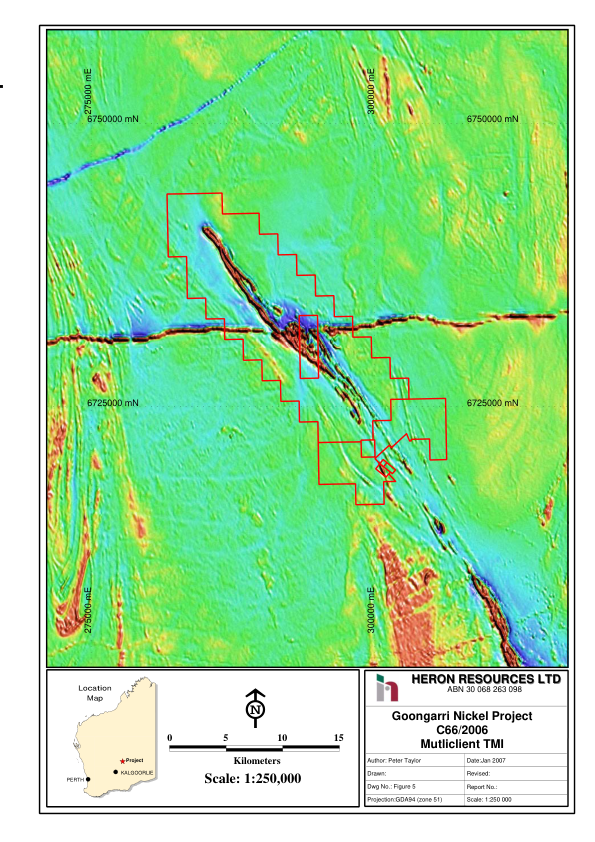 275000 mE
300000 mE
6750000 mN
6750000 mN
6725000 mN
6725000 mN
275000 mE
300000 mE
Location
Map
Project
KALGOORLIE
PERTH
N
0 5 10 15
Kilometers
Scale: 1:250,000
HERON RESOURCES LTD
ABN 30 068 263 098
Goongarri Nickel Project
C66/2006
Mutliclient TMI
Author: Peter Taylor
Date:Jan 2007
Drawn:
Revised:
Dwg No.: Figure 5
Report No.:
Projection:GDA94 (zone 51)
Scale: 1:250 000